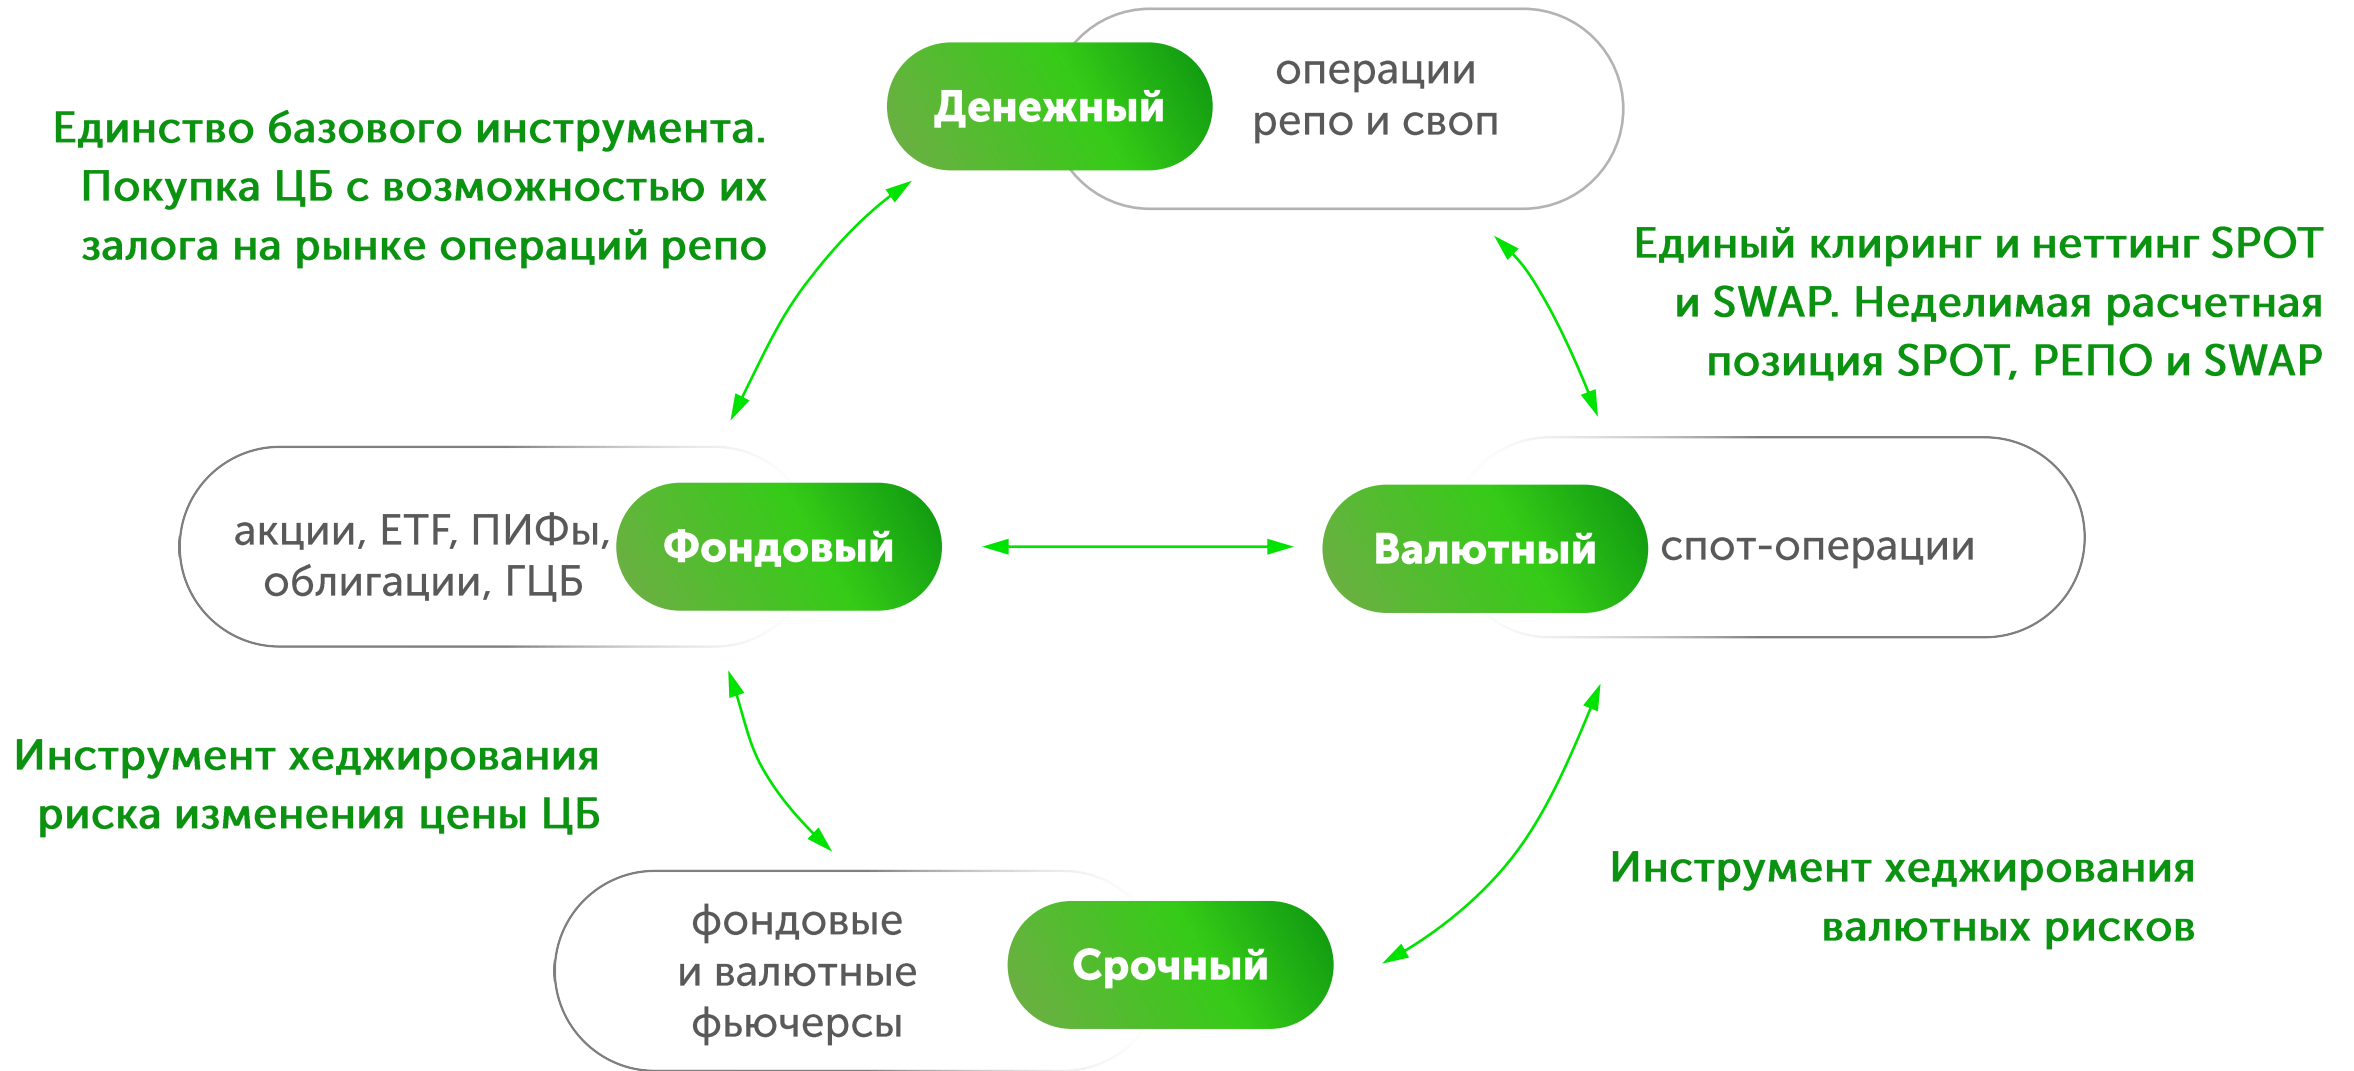 Денежный
операции
репо и своп
Единство базового инструмента.
Покупка ЦБ с возможностью их
залога на рынке операций репо
Единый клиринг и неттинг SPOT
и SWAP. Неделимая расчетная
позиция SPOT, РЕПО и SWAP
акции, ETF, ПИФы,
облигации, ГЦБ
Фондовый
Валютный
спот-операции
Инструмент хеджирования
риска изменения цены ЦБ
Инструмент хеджирования
валютных рисков
фондовые
и валютные
фьючерсы
Срочный